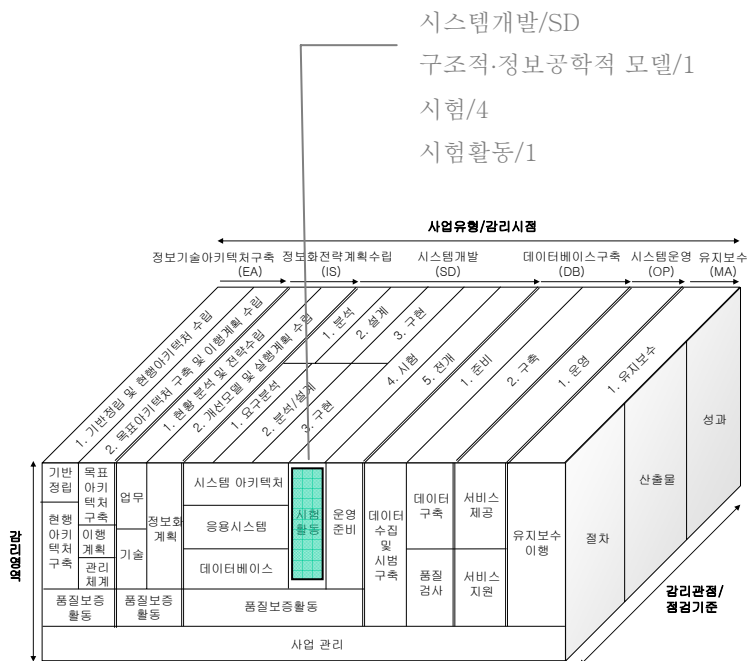 시스템개발/SD
구조적·정보공학적 모델/1
시험/4
시험활동/1
사업유형/감리시점
정보기술아키텍처구축
(EA)
정보화전략계획수립
(IS)
시스템개발
(SD)
데이터베이스구축
(DB)
시스템운영
(OP)
유지보수
(MA)
1. 기반정립 및 현행아키텍처 수립
2. 목표아키텍처 구축 및 이행계획 수립
1. 현황 분석 및 전략수립
2. 개선모델 및 실행계획 수립
1. 분석
2. 설계
3. 구현
1. 요구분석
2. 분석/설계
3. 구현
4. 시험
5. 전개
1. 준비
2. 구축
1. 운영
1. 유지보수
감리영역
기반
정립
현행
아키
텍처
구축
목표
아키
텍처
구축
이행
계획
관리
체계
업무
기술
정보화
계획
시스템 아키텍처
응용시스템
데이터베이스
시험
활동
운영
준비
데이터
수집
및
시범
구축
데이터
구축
품질
검사
서비스
제공
서비스
지원
유지보수
이행
품질보증
활동
품질보증
활동
품질보증활동
사업 관리
절차
산출물
성과
감리관점/
점검기준